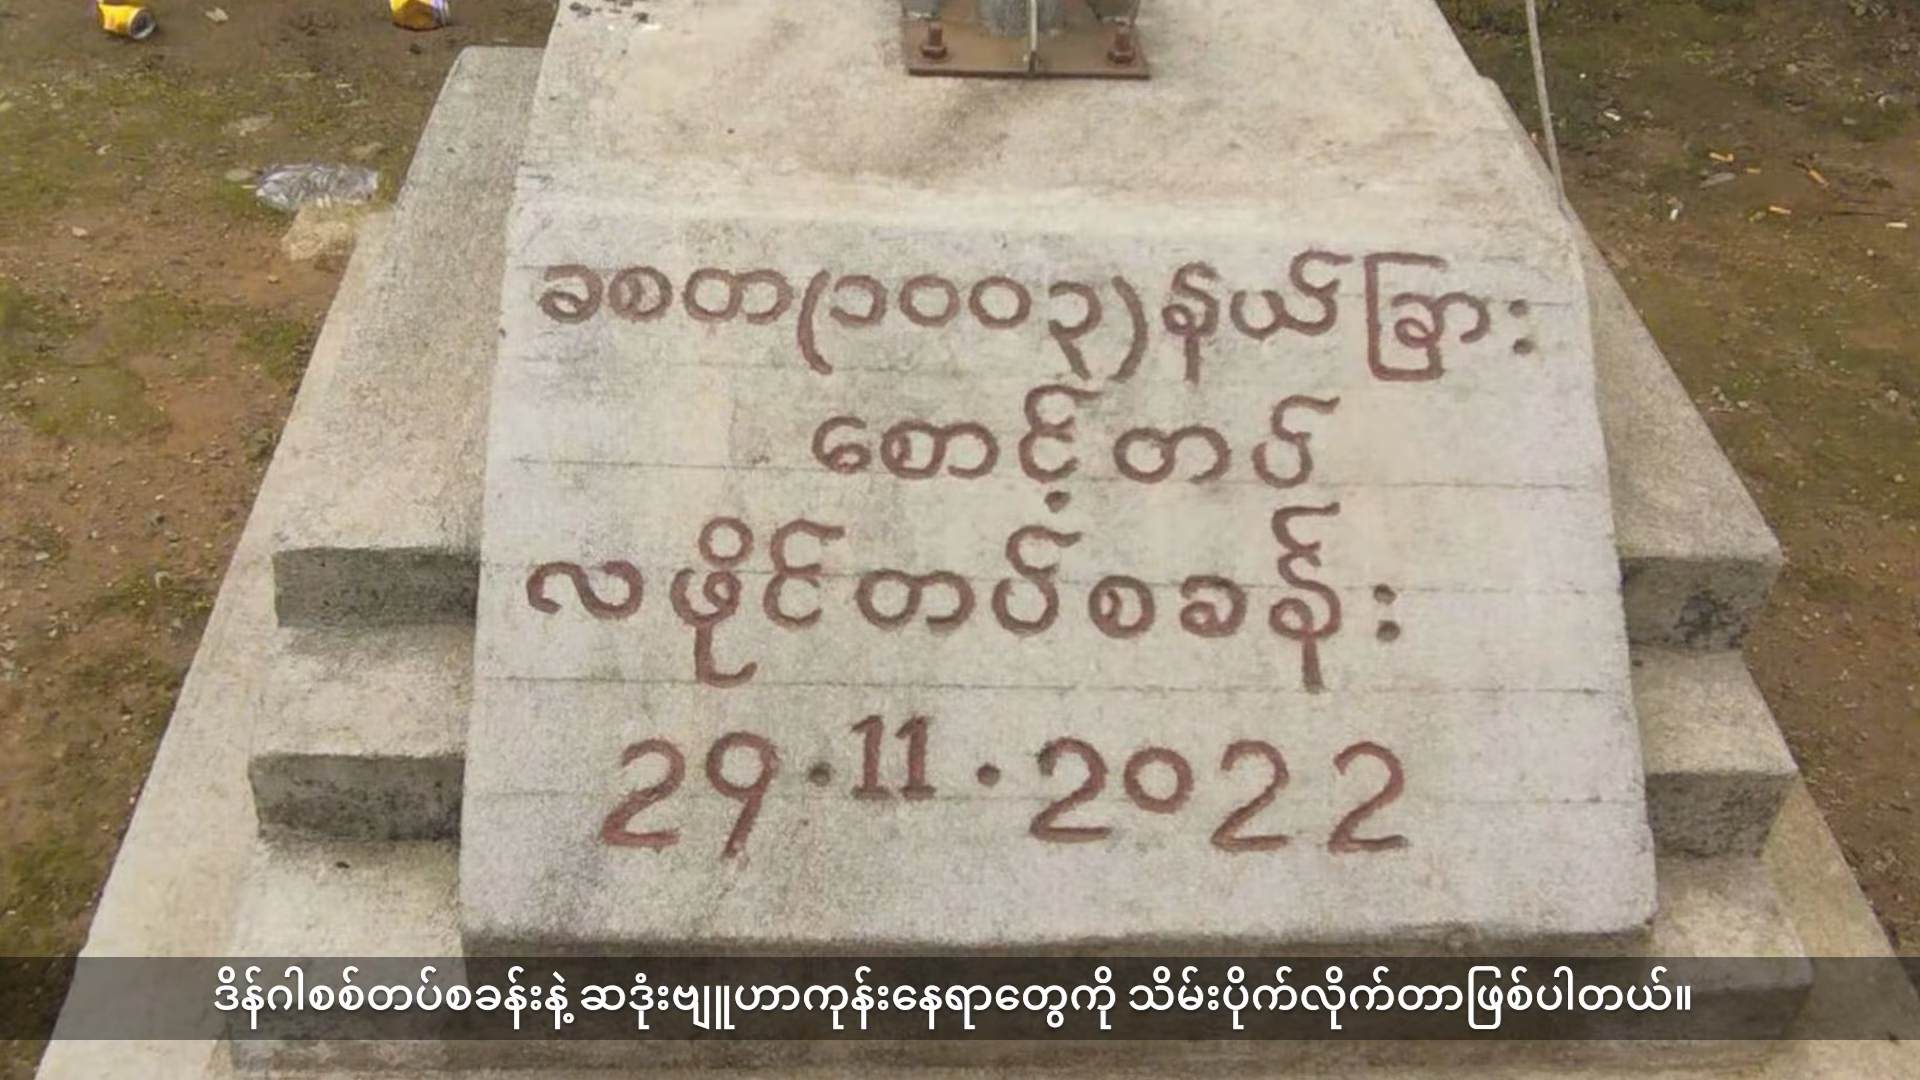 ခစတ(၁၀၀၃)နယ်ခြား
စောင့်တပ်
လဖိုင်တပ်စခန်း
29.11.2022
ဒိန်ဂါစစ်တပ်စခန်းနဲ့ ဆဒုံးဗျူဟာကုန်းနေရာတွေကို သိမ်းပိုက်လိုက်တာဖြစ်ပါတယ်။